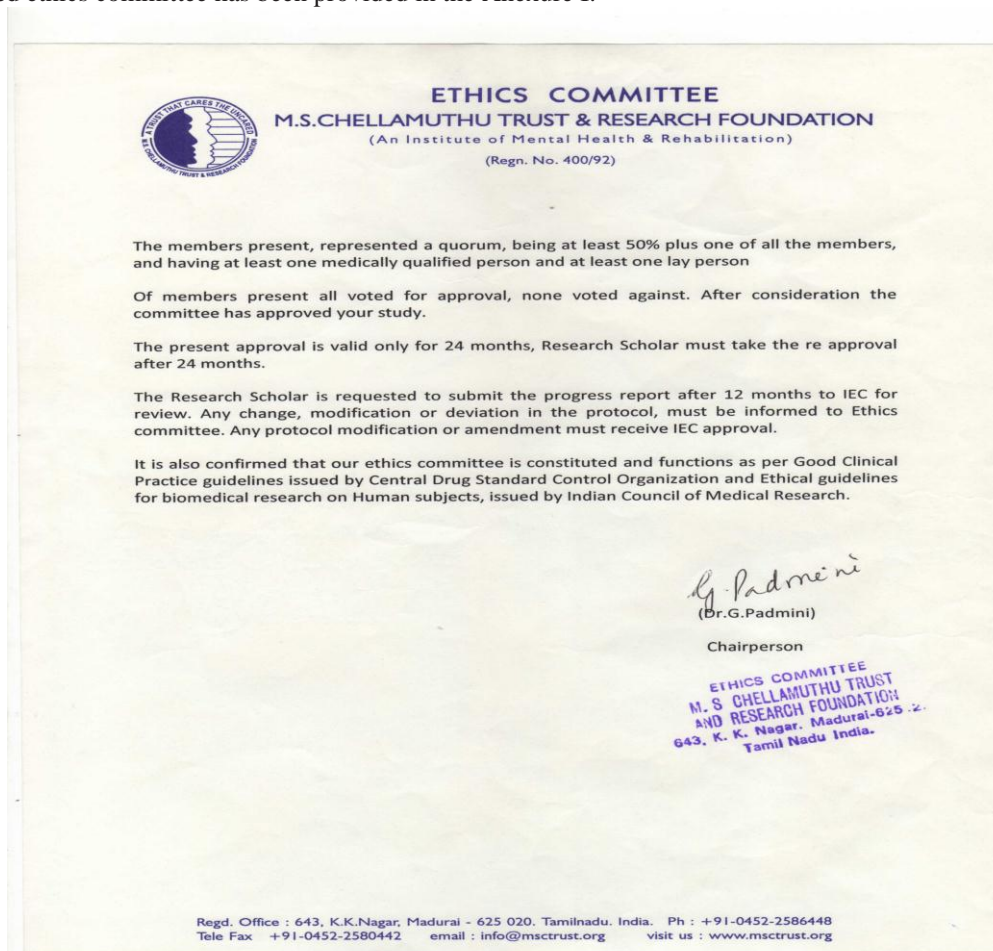 ed ethics committee has been provided in the Annexure I.
ETHICS COMMITTEE
M.S.CHELLAMUTHU TRUST & RESEARCH FOUNDATION
(An Institute of Mental Health & Rehabilitation)
(Regn. No. 400/92)
A TRUST THAT CARES THE UNCARED
M.S. CHELLAMUTHU TRUST & RESEARCH FOUNDATION
The members present, represented a quorum, being at least 50% plus one of all the members,
and having at least one medically qualified person and at least one lay person
Of members present all voted for approval, none voted against. After consideration the
committee has approved your study.
The present approval is valid only for 24 months, Research Scholar must take the re approval
after 24 months.
The Research Scholar is requested to submit the progress report after 12 months to IEC for
review. Any change, modification or deviation in the protocol, must be informed to Ethics
committee. Any protocol modification or amendment must receive IEC approval.
It is also confirmed that our ethics committee is constituted and functions as per Good Clinical
Practice guidelines issued by Central Drug Standard Control Organization and Ethical guidelines
for biomedical research on Human subjects, issued by Indian Council of Medical Research.
G. Padmini
(Dr.G.Padmini)
Chairperson
ETHICS COMMITTEE
M. S CHELLAMUTHU TRUST
AND RESEARCH FOUNDATION
643, K. K. Nagar. Madurai-625 .2.
Tamil Nadu India.
Regd. Office : 643, K.K.Nagar, Madurai - 625 020. Tamilnadu. India. Ph : +91-0452-2586448
Tele Fax +91-0452-2580442 email : info@msctrust.org visit us : www.msctrust.org